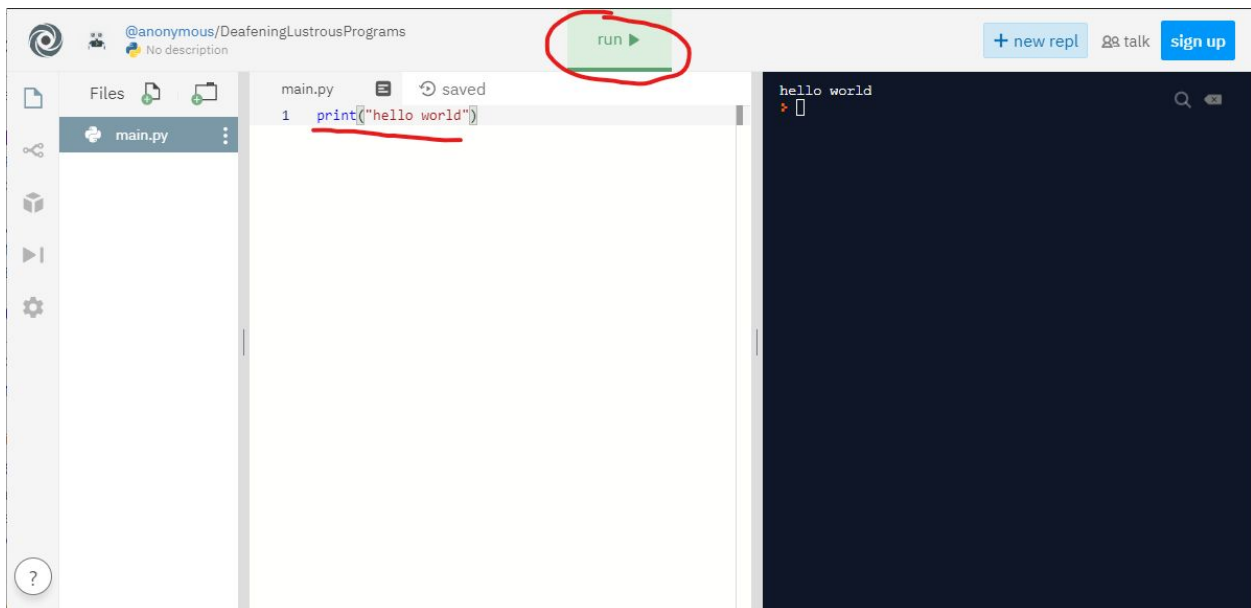 @anonymous/DeafeningLustrousPrograms
No description
run
+ new repl
talk
sign up
Files
main.py
main.py
saved
1 print("hello world")
hello world
?